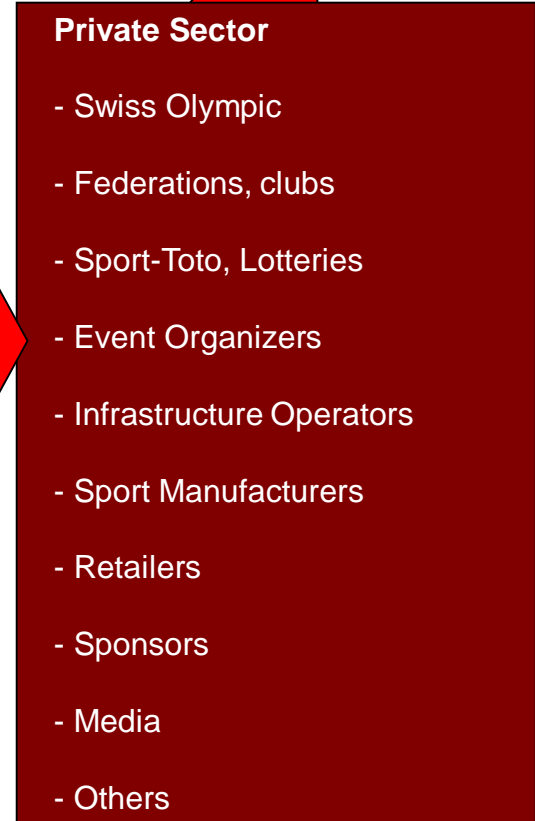 Private Sector
- Swiss Olympic
- Federations, clubs
- Sport-Toto, Lotteries
- Event Organizers
- Infrastructure Operators
- Sport Manufacturers
- Retailers
- Sponsors
- Media
- Others